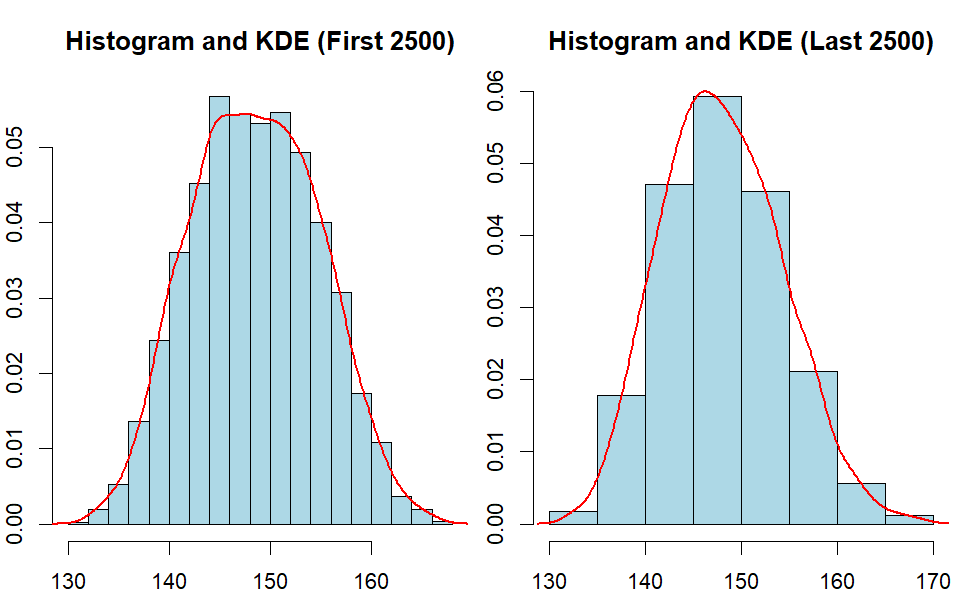 Histogram and KDE (First 2500)
0.00 0.01 0.02 0.03 0.04 0.05
130 140 150 160
Histogram and KDE (Last 2500)
0.00 0.01 0.02 0.03 0.04 0.05 0.06
130 140 150 160 170